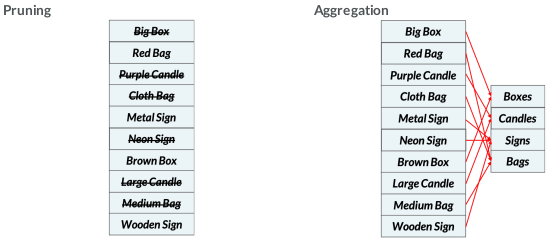 Pruning
Big Box
Red Bag
Purple Candle
Cloth Bag
Metal Sign
Neon Sign
Brown Box
Large Candle
Medium Bag
Wooden Sign
Aggregation
Big Box
Red Bag
Purple Candle
Cloth Bag
Metal Sign
Neon Sign
Brown Box
Large Candle
Medium Bag
Wooden Sign
Boxes
Candles
Signs
Bags